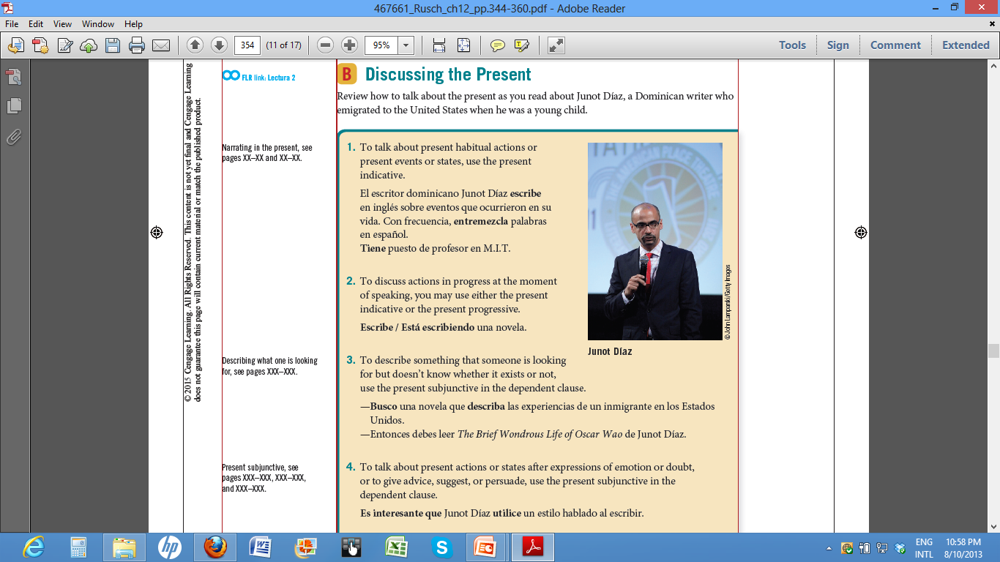 467661_Rusch_ch12_pp.344-360.pdf - Adobe Reader
File Edit View Window Help
354 (11 of 17) 95% Tools Sign Comment Extended
© 2015 Cengage Learning. All Rights Reserved. This content is not yet final and Cengage Learning
does not guarantee this page will contain current material or match the published product.
FLR link: Lectura 2
B Discussing the Present
Review how to talk about the present as you read about Junot Díaz, a Dominican writer who
emigrated to the United States when he was a young child.
Narrating in the present, see
pages XX–XX and XX–XX.
1. To talk about present habitual actions or
present events or states, use the present
indicative.
El escritor dominicano Junot Díaz escribe
en inglés sobre eventos que ocurrieron en su
vida. Con frecuencia, entremezcla palabras
en español.
Tiene puesto de profesor en M.I.T.
2. To discuss actions in progress at the moment
of speaking, you may use either the present
indicative or the present progressive.
Escribe / Está escribiendo una novela.
© John Lamparski/Getty Images
Junot Díaz
Describing what one is looking
for, see pages XXX–XXX.
3. To describe something that someone is looking
for but doesn't know whether it exists or not,
use the present subjunctive in the dependent clause.
—Busco una novela que describa las experiencias de un inmigrante en los Estados
Unidos.
—Entonces debes leer The Brief Wondrous Life of Oscar Wao de Junot Díaz.
Present subjunctive, see
pages XXX–XXX, XXX–XXX,
and XXX–XXX.
4. To talk about present actions or states after expressions of emotion or doubt,
or to give advice, suggest, or persuade, use the present subjunctive in the
dependent clause.
Es interesante que Junot Díaz utilice un estilo hablado al escribir.
ENG 10:58 PM
INTL 8/10/2013